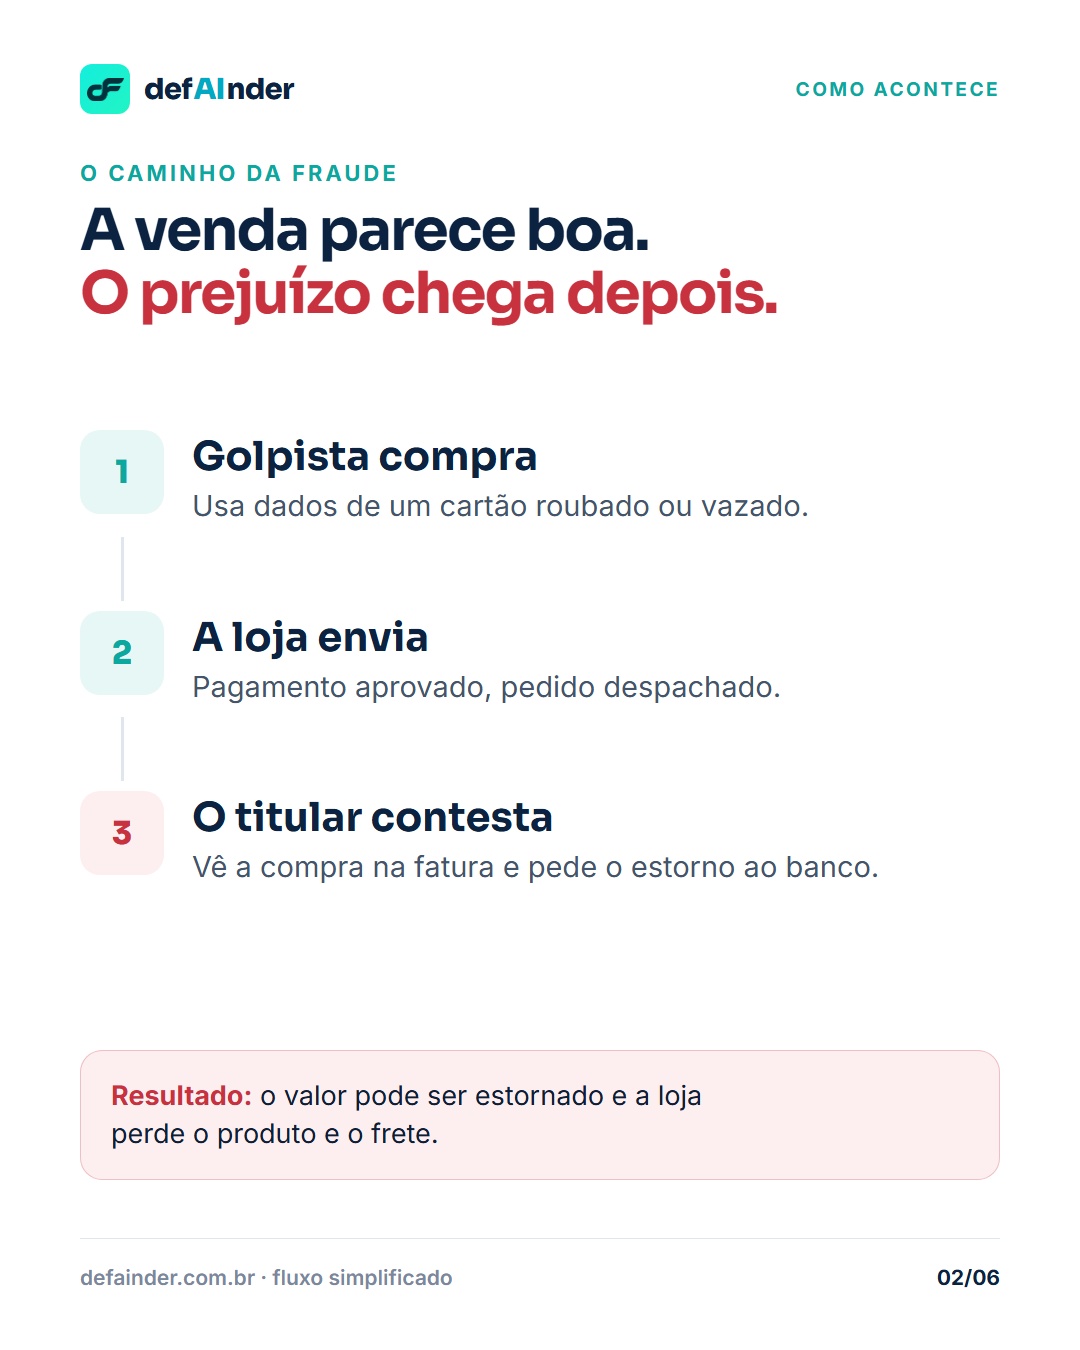 defAInder
COMO ACONTECE
O CAMINHO DA FRAUDE
A venda parece boa.
O prejuízo chega depois.
1
Golpista compra
Usa dados de um cartão roubado ou vazado.
2
A loja envia
Pagamento aprovado, pedido despachado.
3
O titular contesta
Vê a compra na fatura e pede o estorno ao banco.
Resultado: o valor pode ser estornado e a loja
perde o produto e o frete.
defainder.com.br · fluxo simplificado
02/06